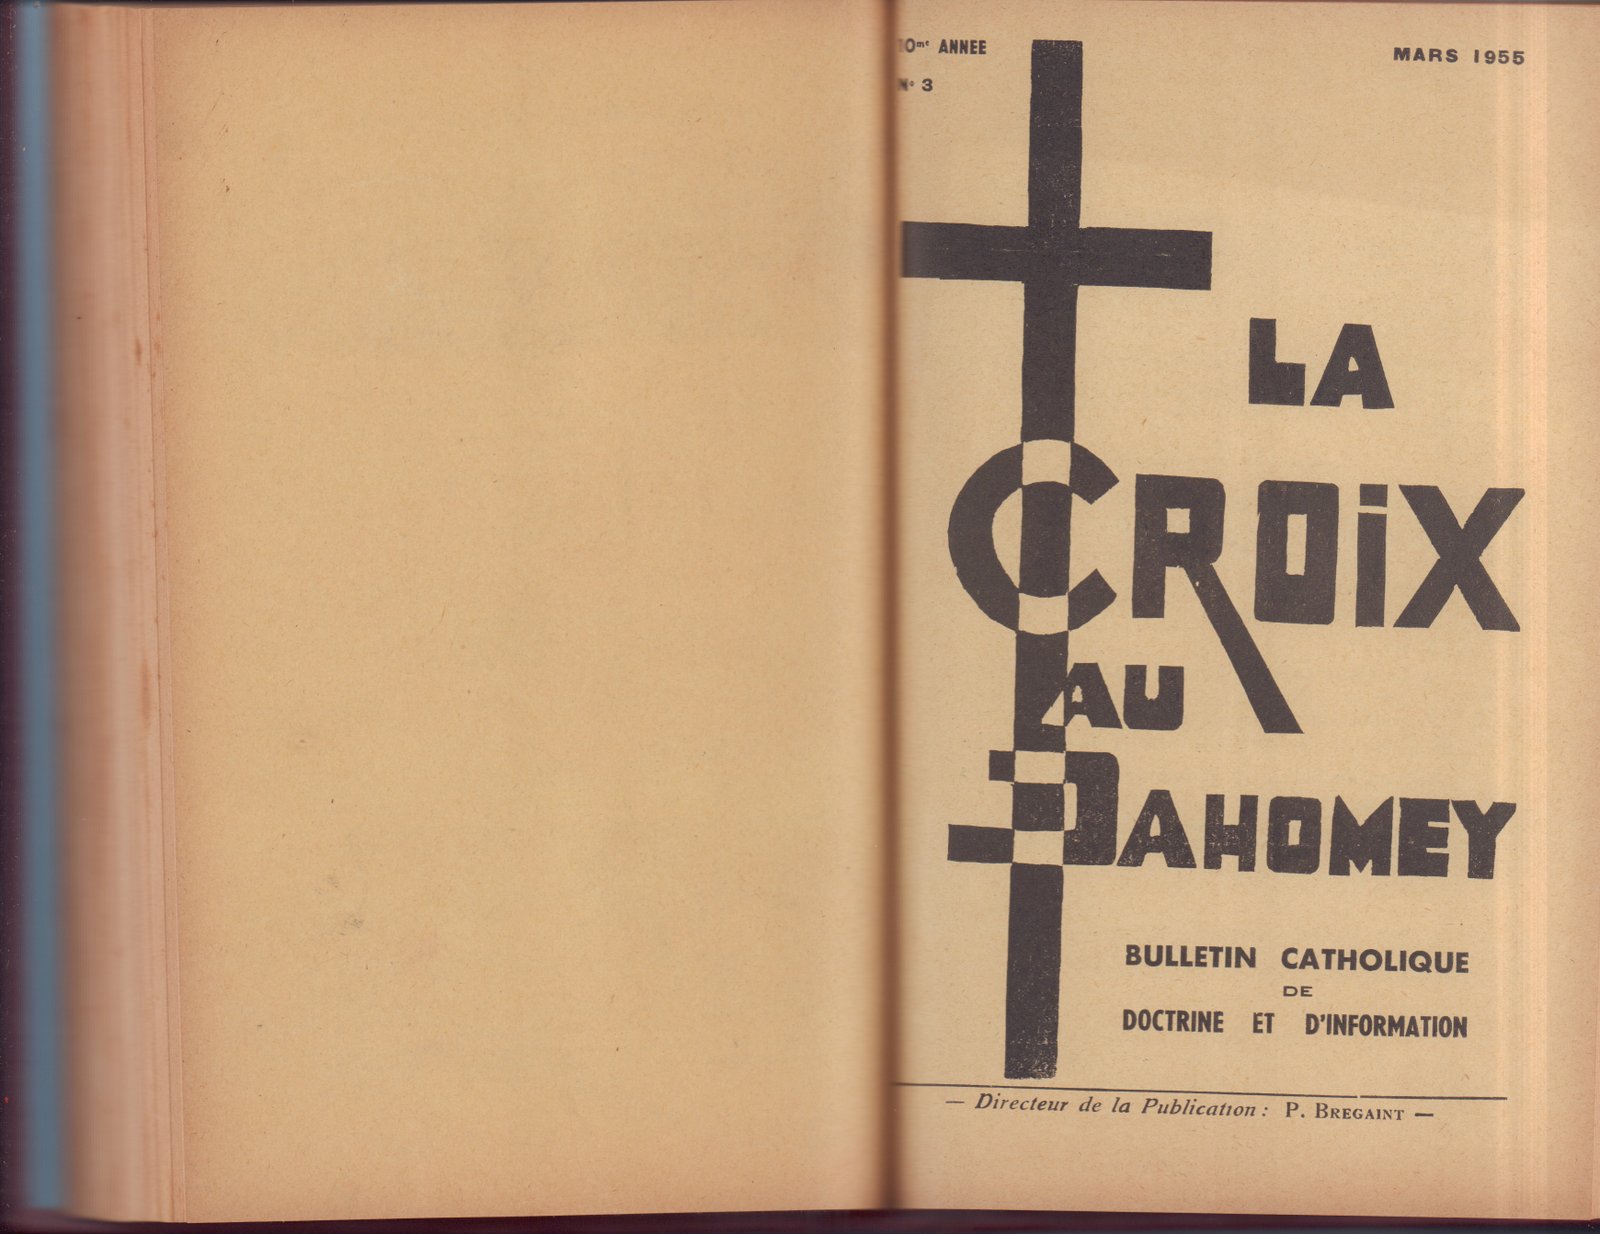 10me ANNEE
MARS 1955
N° 3
LA
CROIX
AU
DAHOMEY
BULLETIN CATHOLIQUE
DE
DOCTRINE ET D'INFORMATION
— Directeur de la Publication : P. BREGAINT —